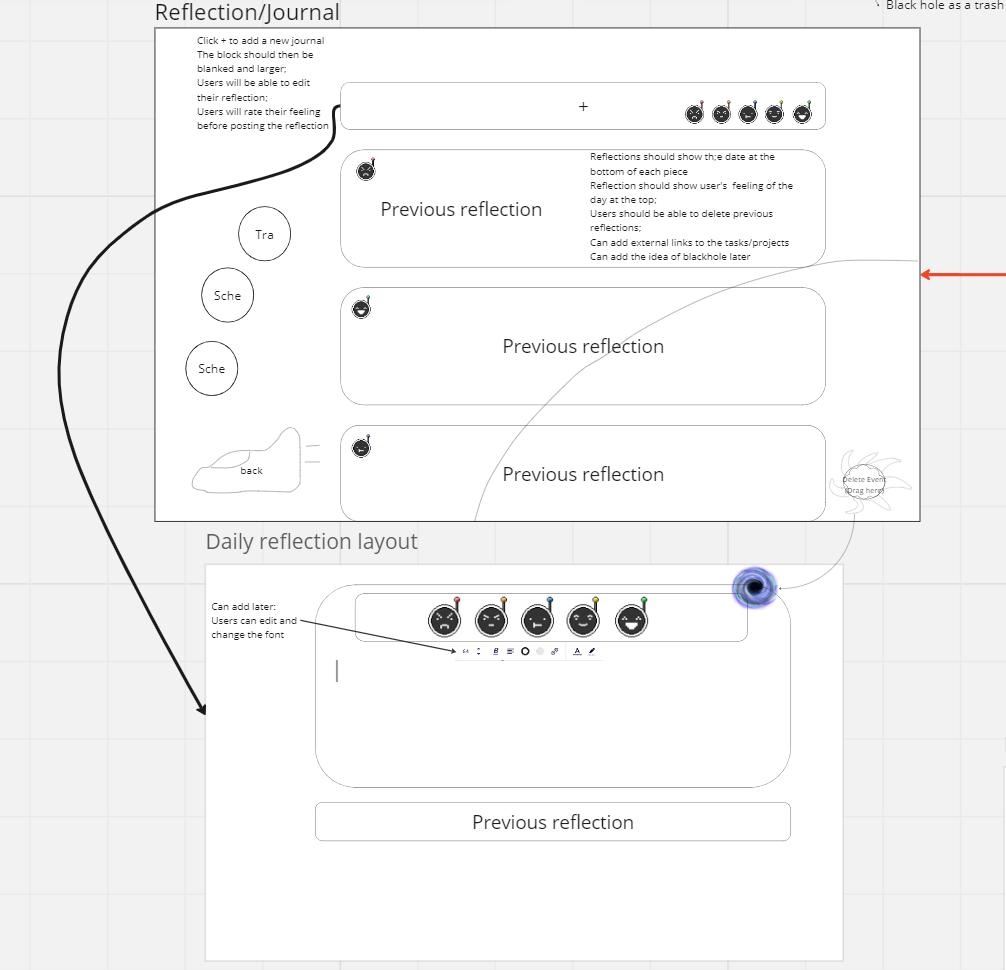 Reflection/Journal
Black hole as a trash
Click + to add a new journal
The block should then be
blanked and larger;
Users will be able to edit
their reflection;
Users will rate their feeling
before posting the reflection
+
Reflections should show th;e date at the
bottom of each piece
Reflection should show user's  feeling of the
day at the top;
Users should be able to delete previous
reflections;
Can add external links to the tasks/projects
Can add the idea of blackhole later
Previous reflection
Tra
Sche
Previous reflection
Sche
back
Previous reflection
Delete Event
(Drag here)
Daily reflection layout
Can add later:
Users can edit and
change the font
B
A
Previous reflection